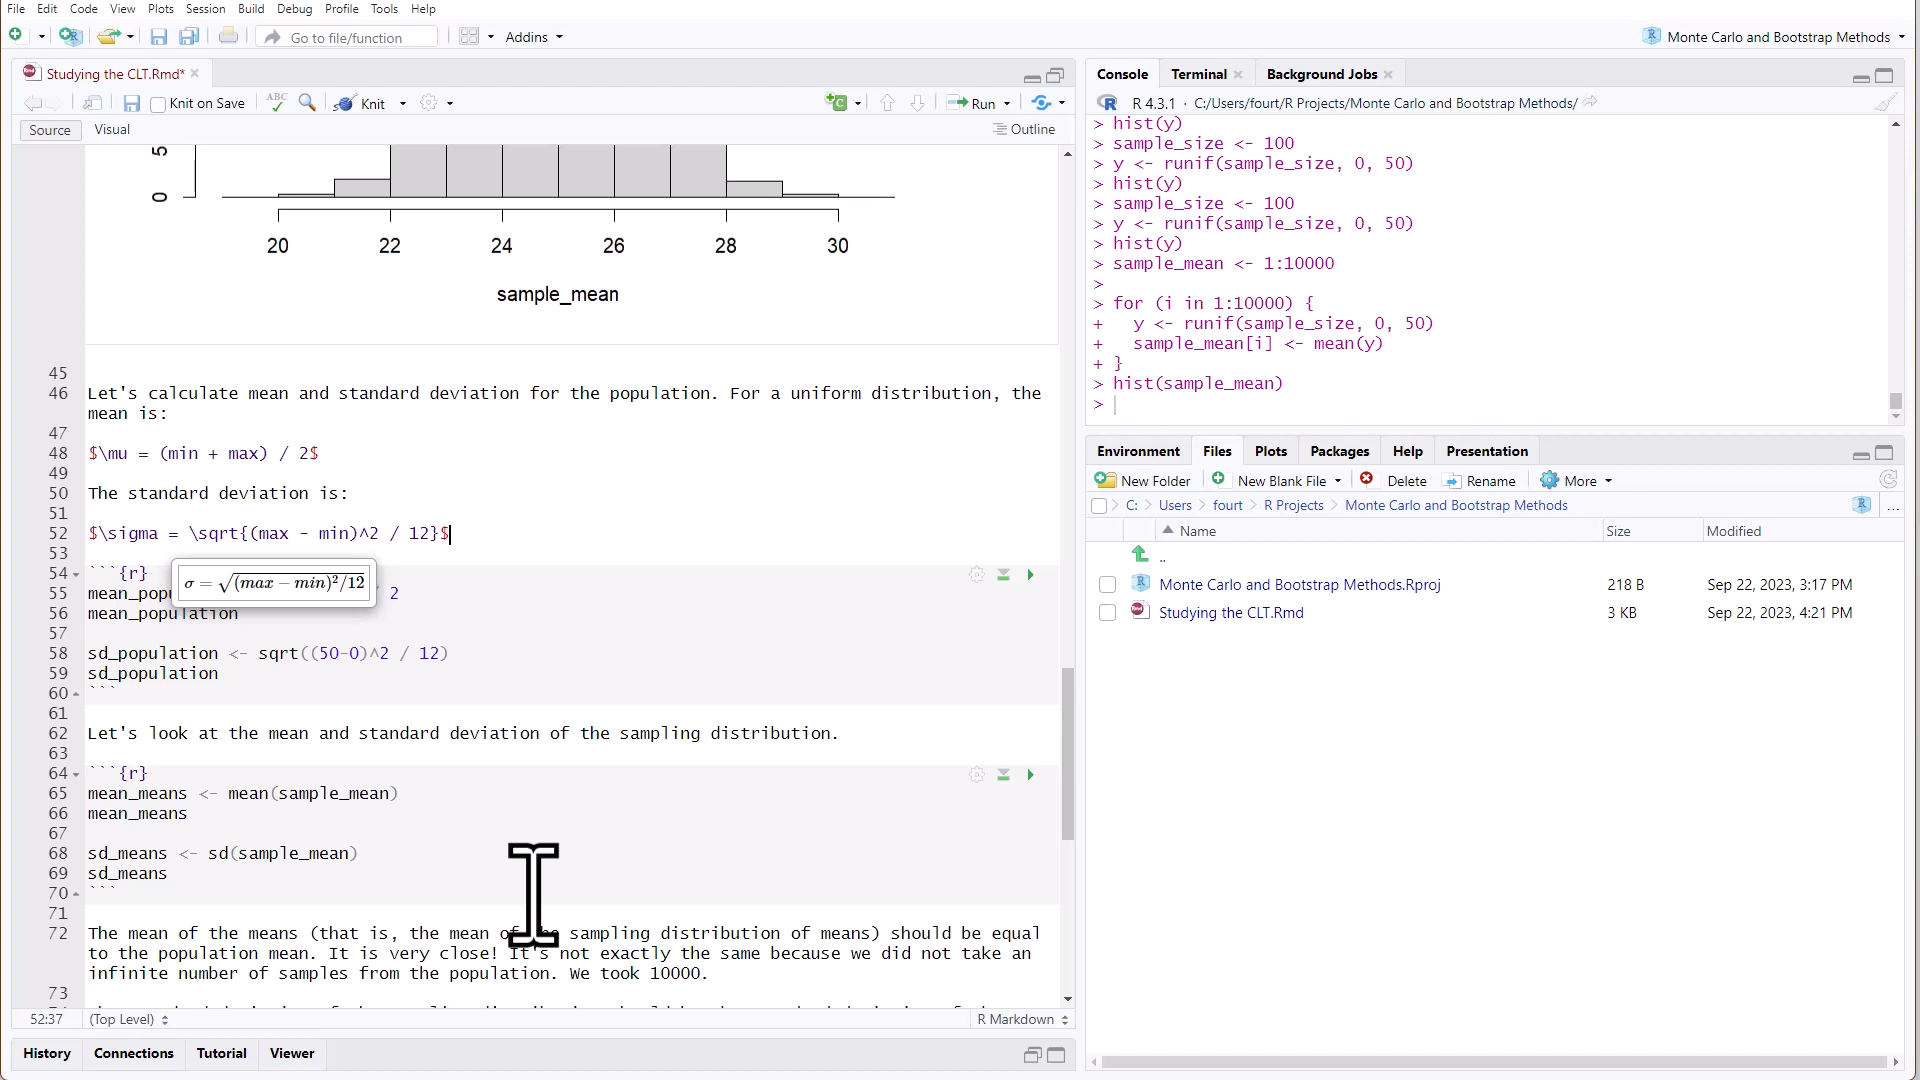 File Edit Code View Plots Session Build Debug Profile Tools Help
Go to file/function
Addins
Monte Carlo and Bootstrap Methods
Studying the CLT.Rmd*
Knit on Save
ABC
Knit
Run
Source
Visual
Outline
5
0
20 22 24 26 28 30
sample_mean
45
46 Let's calculate mean and standard deviation for the population. For a uniform distribution, the
mean is:
47
48 $\mu = (min + max) / 2$
49
50 The standard deviation is:
51
52 $\sigma = \sqrt{(max - min)^2 / 12}$
53
54 ```{r}
σ = √(max − min)²/12
55 mean_popu 2
56 mean_population
57
58 sd_population <- sqrt((50-0)^2 / 12)
59 sd_population
60 ```
61
62 Let's look at the mean and standard deviation of the sampling distribution.
63
64 ```{r}
65 mean_means <- mean(sample_mean)
66 mean_means
67
68 sd_means <- sd(sample_mean)
69 sd_means
70 ```
71
72 The mean of the means (that is, the mean of the sampling distribution of means) should be equal
to the population mean. It is very close! It's not exactly the same because we did not take an
infinite number of samples from the population. We took 10000.
73
52:37
(Top Level)
R Markdown
History
Connections
Tutorial
Viewer
Console
Terminal
Background Jobs
R 4.3.1 · C:/Users/fourt/R Projects/Monte Carlo and Bootstrap Methods/
> hist(y)
> sample_size <- 100
> y <- runif(sample_size, 0, 50)
> hist(y)
> sample_size <- 100
> y <- runif(sample_size, 0, 50)
> hist(y)
> sample_mean <- 1:10000
>
> for (i in 1:10000) {
+ y <- runif(sample_size, 0, 50)
+ sample_mean[i] <- mean(y)
+ }
> hist(sample_mean)
>
Environment
Files
Plots
Packages
Help
Presentation
New Folder
New Blank File
Delete
Rename
More
C: > Users > fourt > R Projects > Monte Carlo and Bootstrap Methods
...
Name Size Modified
..
Monte Carlo and Bootstrap Methods.Rproj 218 B Sep 22, 2023, 3:17 PM
Studying the CLT.Rmd 3 KB Sep 22, 2023, 4:21 PM